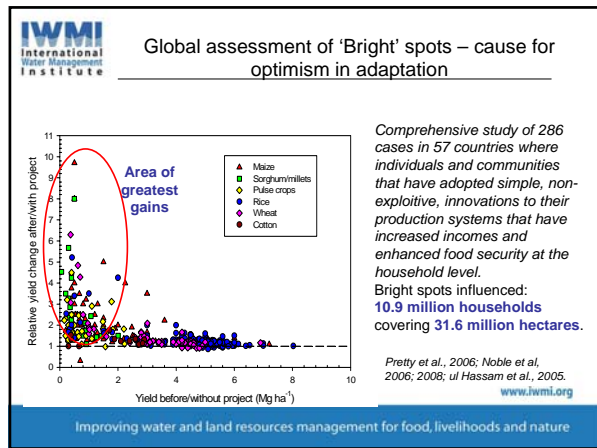 IWMI
International
Water Management
Institute
Global assessment of 'Bright' spots – cause for
optimism in adaptation
Relative yield change after/with project
11
10
9
8
7
6
5
4
3
2
1
0
Area of
greatest
gains
Maize
Sorghum/millets
Pulse crops
Rice
Wheat
Cotton
0
2
4
6
8
10
Yield before/without project (Mg ha⁻¹)
Comprehensive study of 286
cases in 57 countries where
individuals and communities
that have adopted simple, non-
exploitive, innovations to their
production systems that have
increased incomes and
enhanced food security at the
household level.
Bright spots influenced:
10.9 million households
covering 31.6 million hectares.
Pretty et al., 2006; Noble et al,
2006; 2008; ul Hassam et al., 2005.
www.iwmi.org
Improving water and land resources management for food, livelihoods and nature